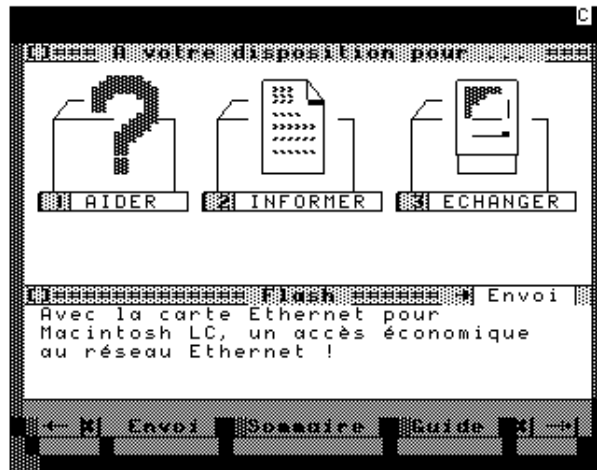 C
A votre disposition pour ...
1 AIDER 2 INFORMER 3 ECHANGER
Flash → Envoi
Avec la carte Ethernet pour
Macintosh LC, un accès économique
au réseau Ethernet !
← Envoi Sommaire Guide →